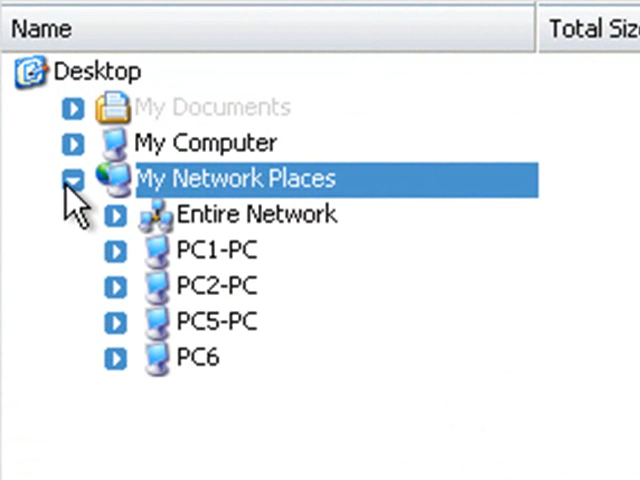 Name
Total Siz
Desktop
My Documents
My Computer
My Network Places
Entire Network
PC1-PC
PC2-PC
PC5-PC
PC6